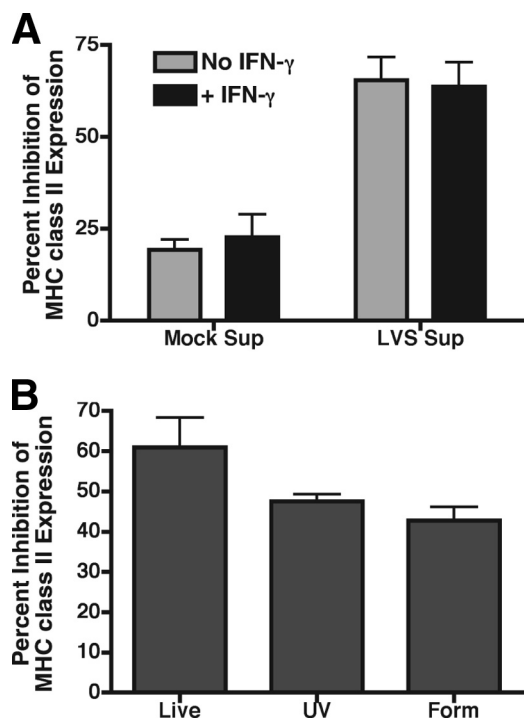 A
Percent Inhibition of
MHC class II Expression
75
50
25
0
No IFN-γ
+ IFN-γ
Mock Sup
LVS Sup
B
Percent Inhibition of
MHC class II Expression
70
60
50
40
30
20
10
0
Live
UV
Form